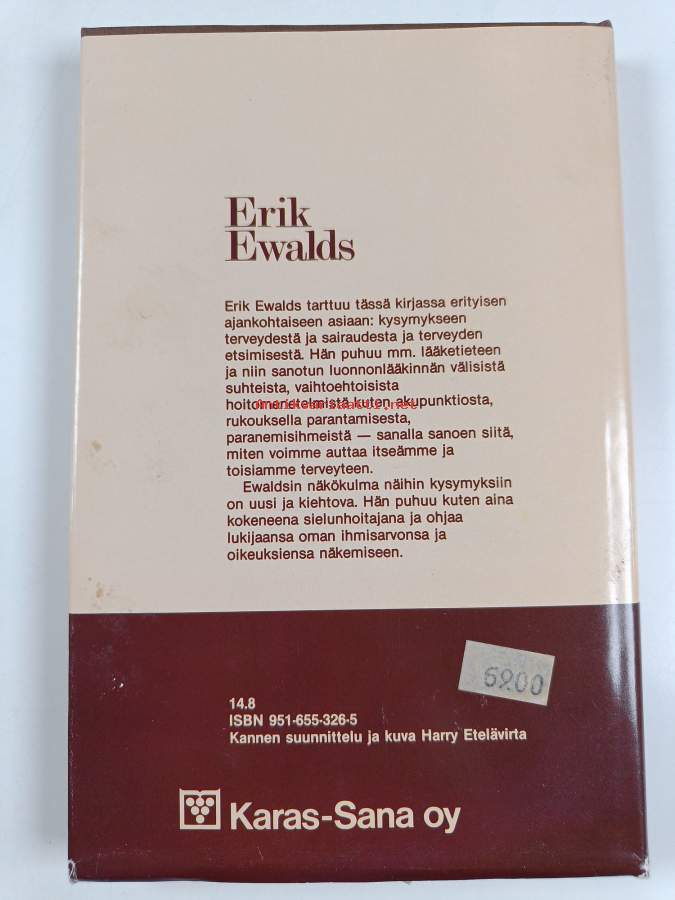 Erik
Ewalds
Erik Ewalds tarttuu tässä kirjassa erityisen
ajankohtaiseen asiaan: kysymykseen
terveydestä ja sairaudesta ja terveyden
etsimisestä. Hän puhuu mm. lääketieteen
ja niin sanotun luonnonlääkinnän välisistä
suhteista, vaihtoehtoisista
hoitomenetelmistä kuten akupunktiosta,
rukouksella parantamisesta,
paranemisihmeistä — sanalla sanoen siitä,
miten voimme auttaa itseämme ja
toisiamme terveyteen.
Ewaldsin näkökulma näihin kysymyksiin
on uusi ja kiehtova. Hän puhuu kuten aina
kokeneena sielunhoitajana ja ohjaa
lukijaansa oman ihmisarvonsa ja
oikeuksiensa näkemiseen.
59.00
14.8
ISBN 951-655-326-5
Kannen suunnittelu ja kuva Harry Etelävirta
Karas-Sana oy